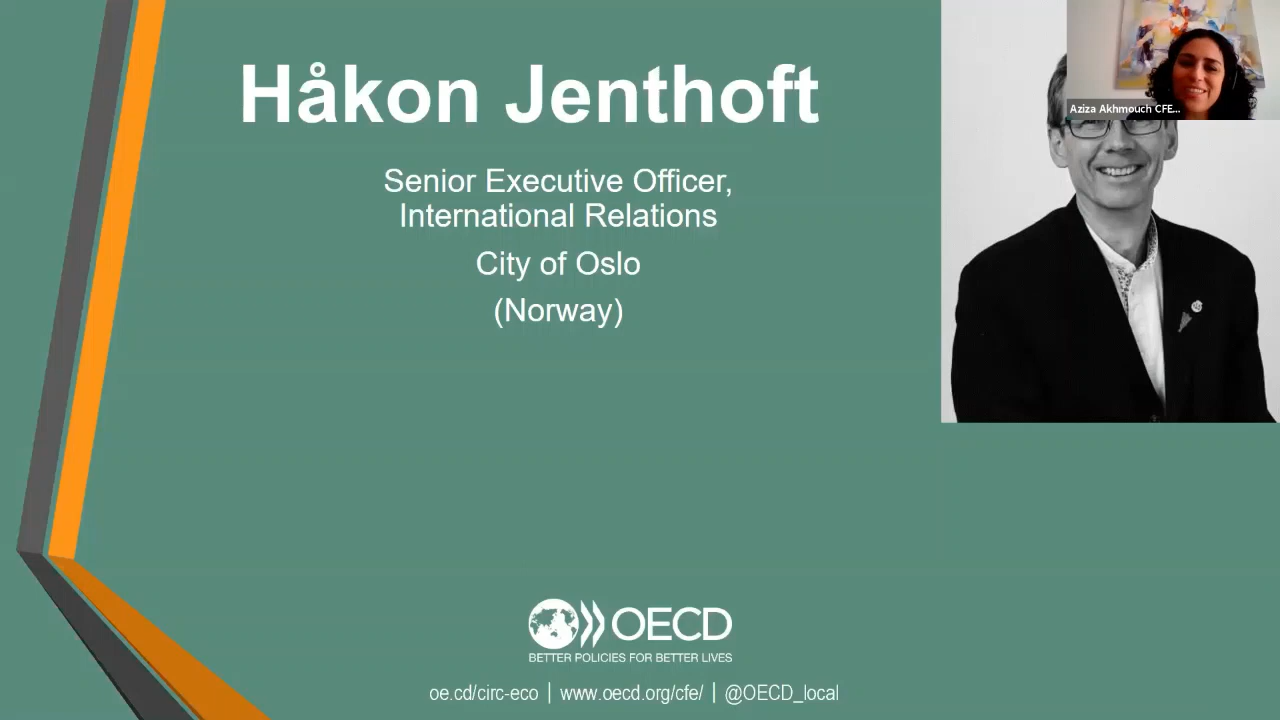 Håkon Jenthoft
Aziza Akhmouch CFE...
Senior Executive Officer,
International Relations
City of Oslo
(Norway)
OECD
BETTER POLICIES FOR BETTER LIVES
oe.cd/circ-eco | www.oecd.org/cfe/ | @OECD_local